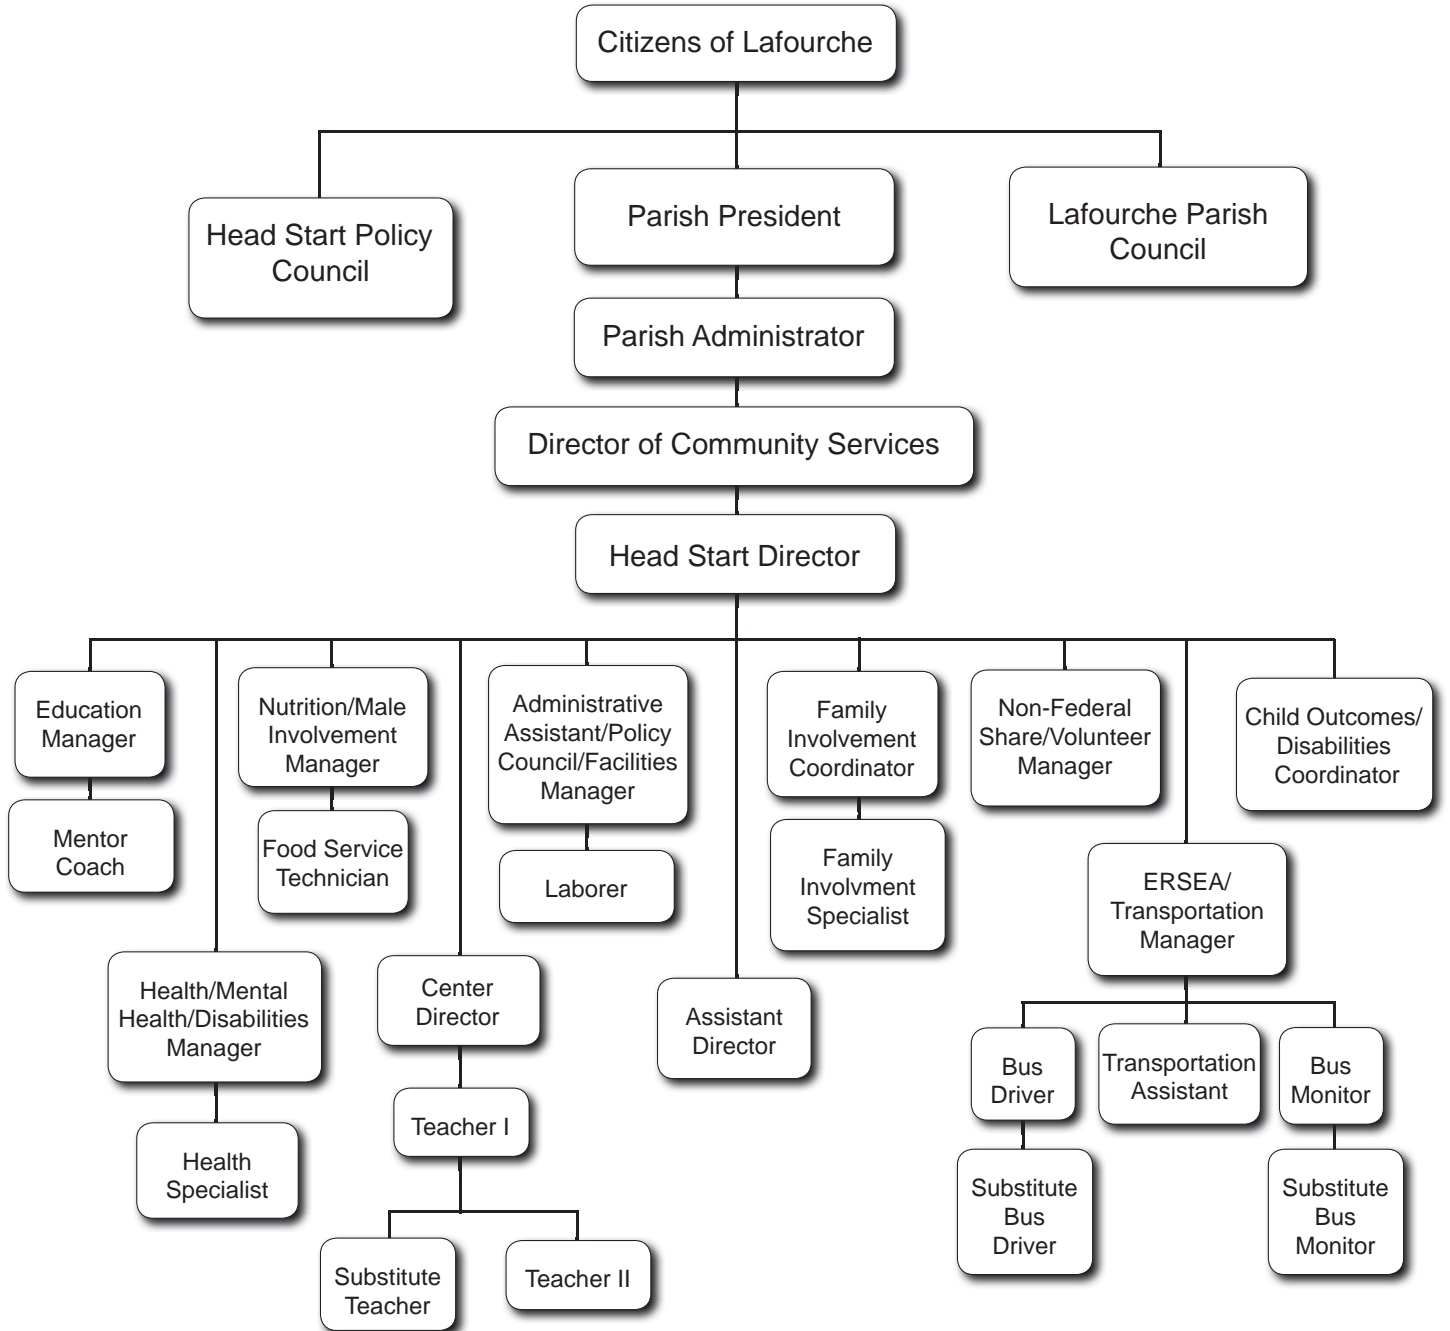 Citizens of Lafourche
Head Start Policy
Council
Parish President
Lafourche Parish
Council
Parish Administrator
Director of Community Services
Head Start Director
Education
Manager
Nutrition/Male
Involvement
Manager
Administrative
Assistant/Policy
Council/Facilities
Manager
Family
Involvement
Coordinator
Non-Federal
Share/Volunteer
Manager
Child Outcomes/
Disabilities
Coordinator
Mentor
Coach
Food Service
Technician
Laborer
Family
Involvment
Specialist
ERSEA/
Transportation
Manager
Health/Mental
Health/Disabilities
Manager
Center
Director
Assistant
Director
Bus
Driver
Transportation
Assistant
Bus
Monitor
Teacher I
Health
Specialist
Substitute
Bus
Driver
Substitute
Bus
Monitor
Substitute
Teacher
Teacher II